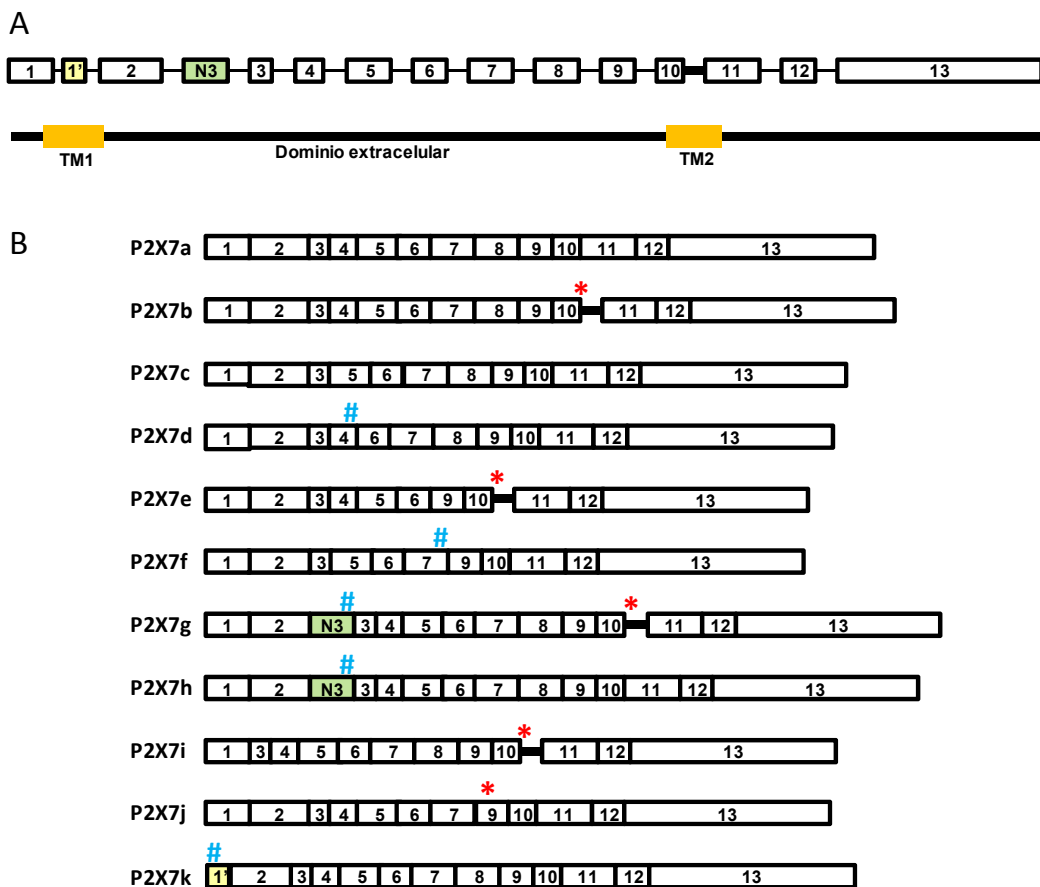 A
1 1' 2 N3 3 4 5 6 7 8 9 10 11 12 13
TM1 Dominio extracelular TM2
B
P2X7a 1 2 3 4 5 6 7 8 9 10 11 12 13
*
P2X7b 1 2 3 4 5 6 7 8 9 10 11 12 13
P2X7c 1 2 3 5 6 7 8 9 10 11 12 13
#
P2X7d 1 2 3 4 6 7 8 9 10 11 12 13
*
P2X7e 1 2 3 4 5 6 9 10 11 12 13
#
P2X7f 1 2 3 5 6 7 9 10 11 12 13
# *
P2X7g 1 2 N3 3 4 5 6 7 8 9 10 11 12 13
#
P2X7h 1 2 N3 3 4 5 6 7 8 9 10 11 12 13
*
P2X7i 1 3 4 5 6 7 8 9 10 11 12 13
*
P2X7j 1 2 3 4 5 6 7 9 10 11 12 13
#
P2X7k 1' 2 3 4 5 6 7 8 9 10 11 12 13